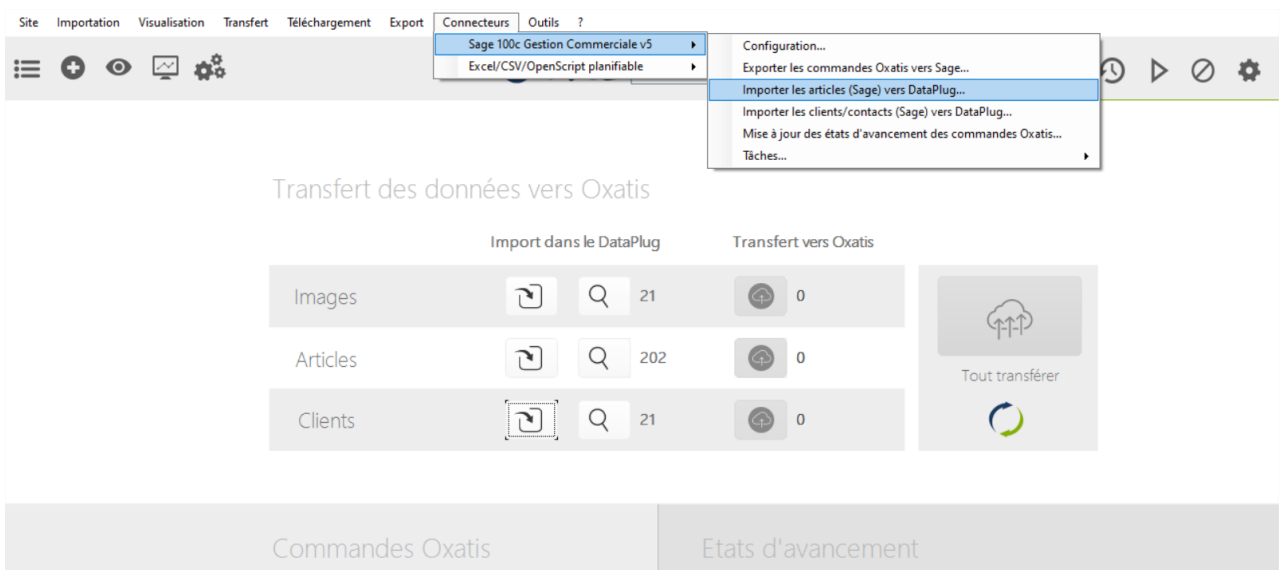 Site Importation Visualisation Transfert Téléchargement Export Connecteurs Outils ?
Sage 100c Gestion Commerciale v5
Excel/CSV/OpenScript planifiable
Configuration...
Exporter les commandes Oxatis vers Sage...
Importer les articles (Sage) vers DataPlug...
Importer les clients/contacts (Sage) vers DataPlug...
Mise à jour des états d'avancement des commandes Oxatis...
Tâches...
Transfert des données vers Oxatis
Import dans le DataPlug Transfert vers Oxatis
Images 21 0
Articles 202 0
Clients 21 0
Tout transférer
Commandes Oxatis Etats d'avancement